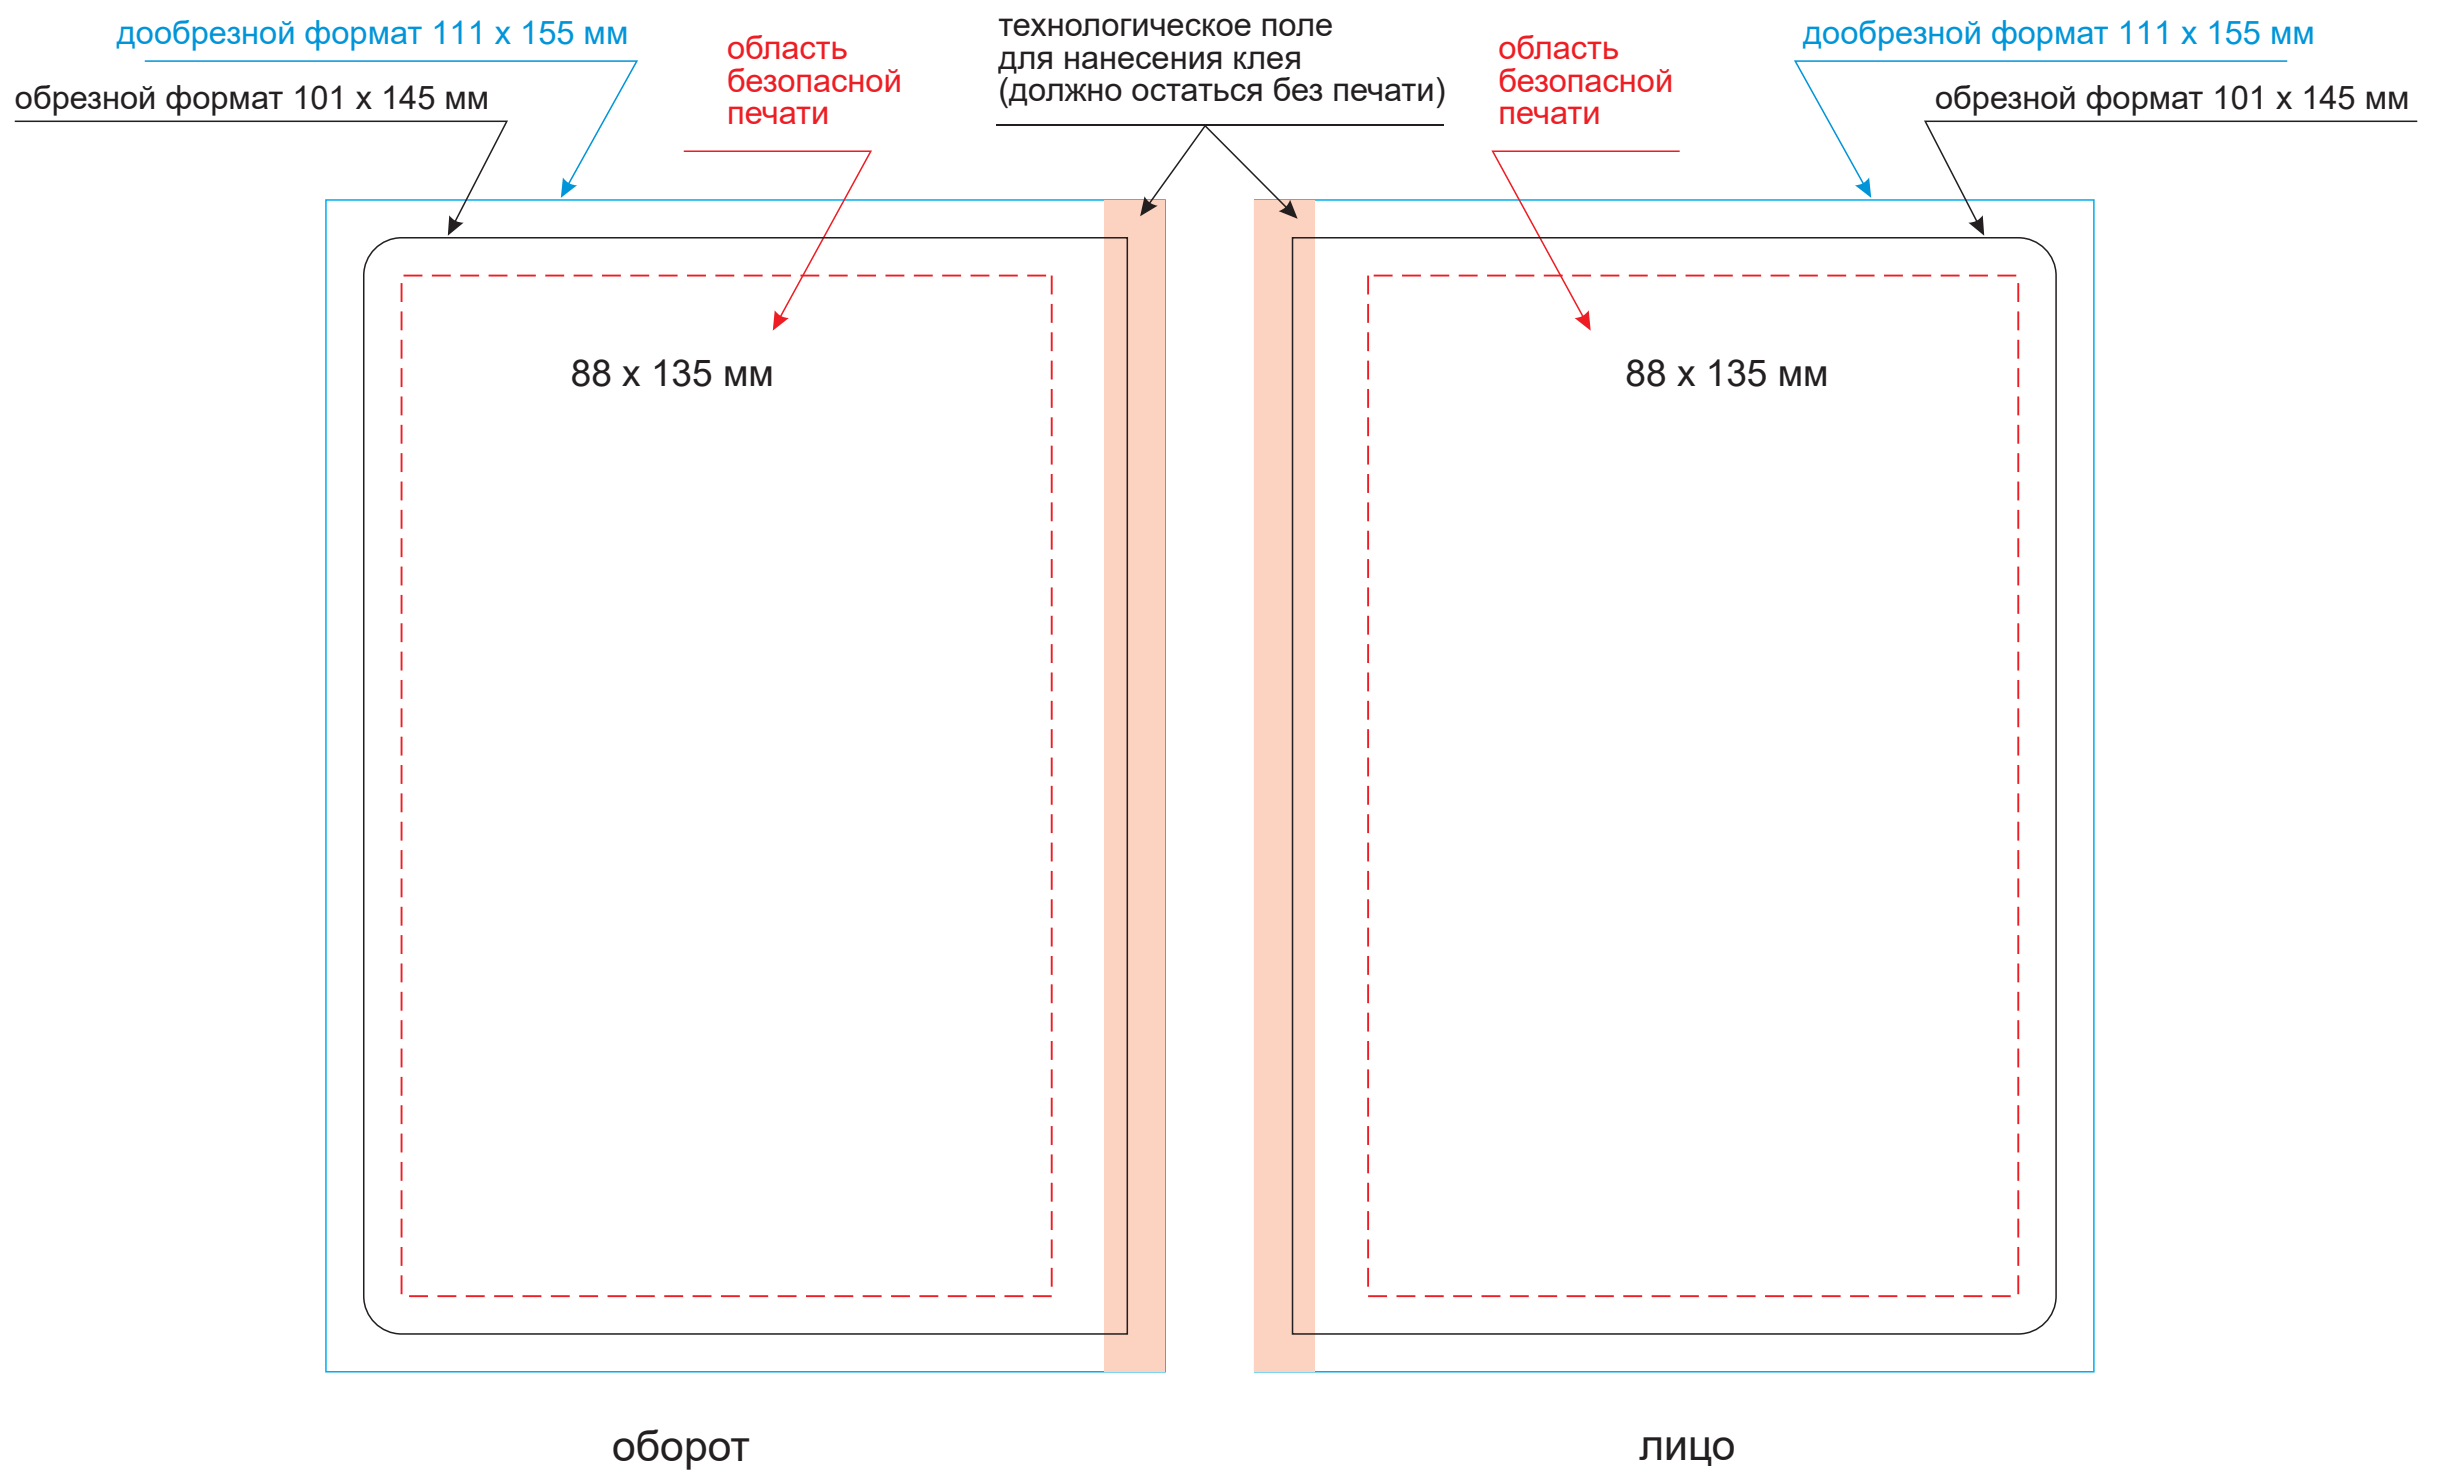 дообрезной формат 111 х 155 мм
обрезной формат 101 х 145 мм
область
безопасной
печати
технологическое поле
для нанесения клея
(должно остаться без печати)
область
безопасной
печати
дообрезной формат 111 х 155 мм
обрезной формат 101 х 145 мм
88 х 135 мм
88 х 135 мм
оборот
лицо